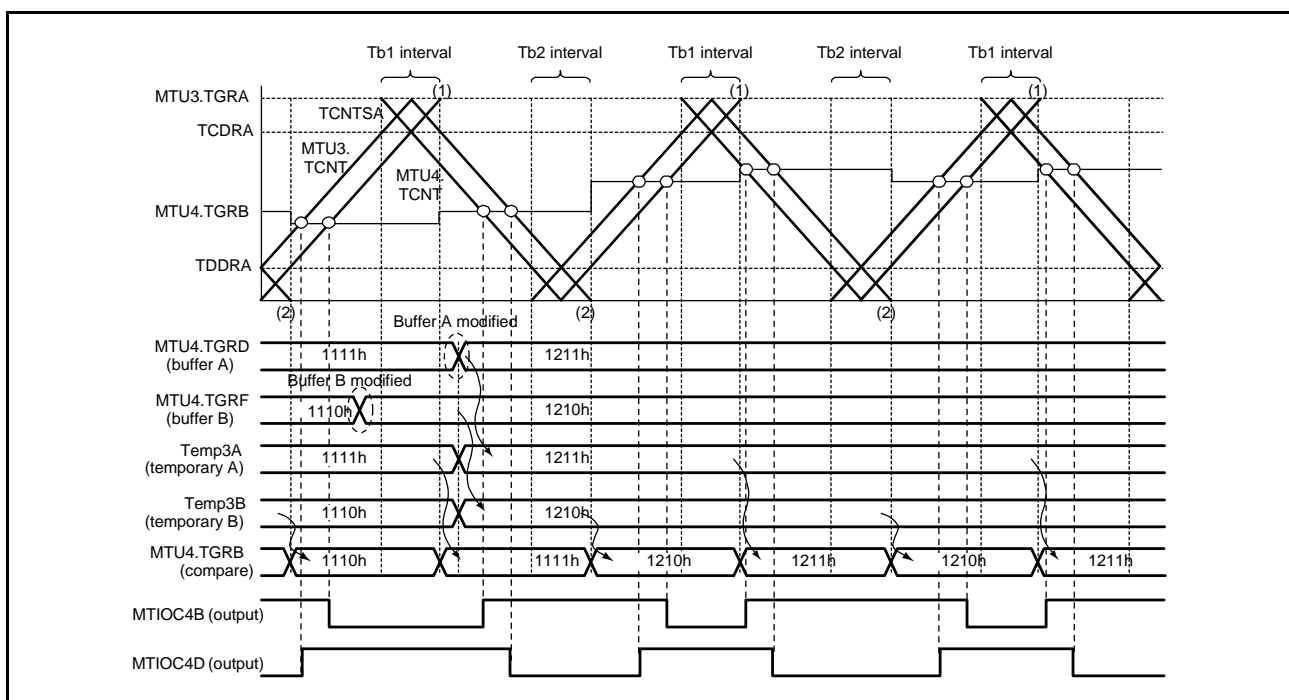 Tb1 interval Tb2 interval Tb1 interval Tb2 interval Tb1 interval
MTU3.TGRA
(1) (1) (1)
TCNTSA
TCDRA
MTU3.
TCNT
MTU4.
TCNT
MTU4.TGRB
TDDRA
(2) (2) (2)
Buffer A modified
MTU4.TGRD
(buffer A)
1111h 1211h
Buffer B modified
MTU4.TGRF
(buffer B)
1110h 1210h
Temp3A
(temporary A)
1111h 1211h
Temp3B
(temporary B)
1110h 1210h
MTU4.TGRB
(compare)
1110h 1111h 1210h 1211h 1210h 1211h
MTIOC4B (output)
MTIOC4D (output)